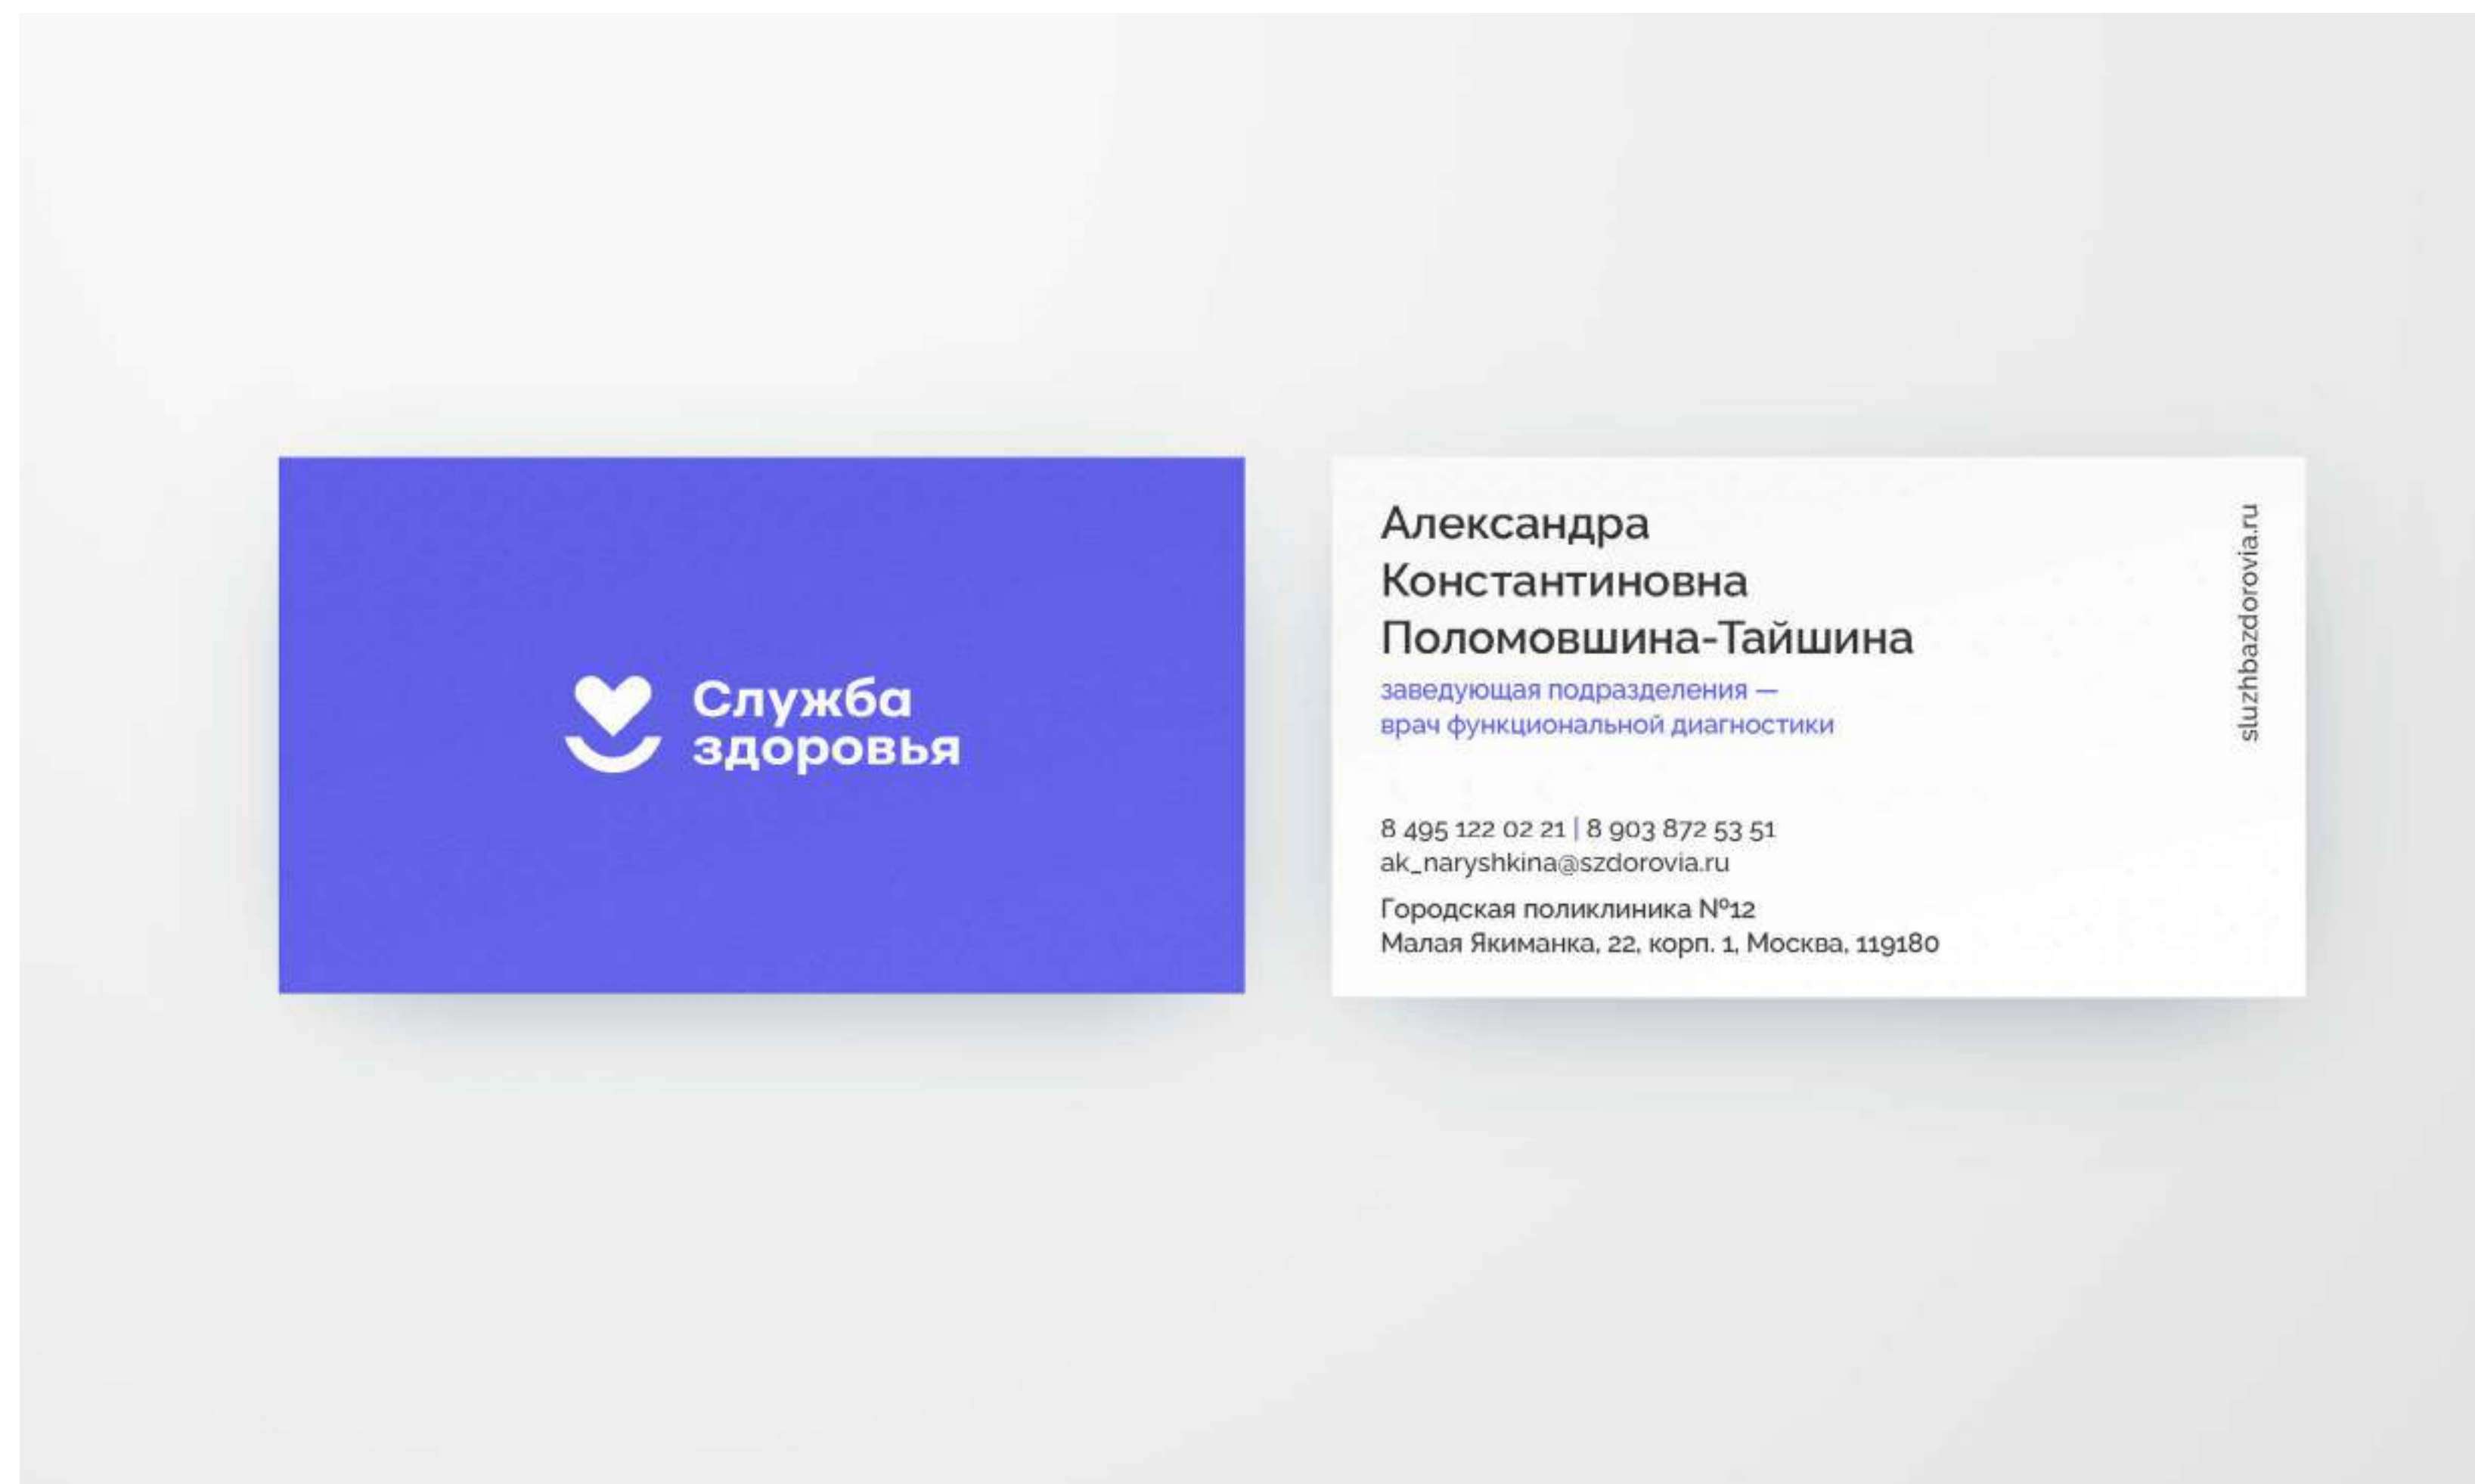 Служба
здоровья
Александра
Константиновна
Поломовшина-Тайшина
заведующая подразделения —
врач функциональной диагностики
8 495 122 02 21 | 8 903 872 53 51
ak_naryshkina@szdorovia.ru
Городская поликлиника №12
Малая Якиманка, 22, корп. 1, Москва, 119180
sluzhbazdorovia.ru